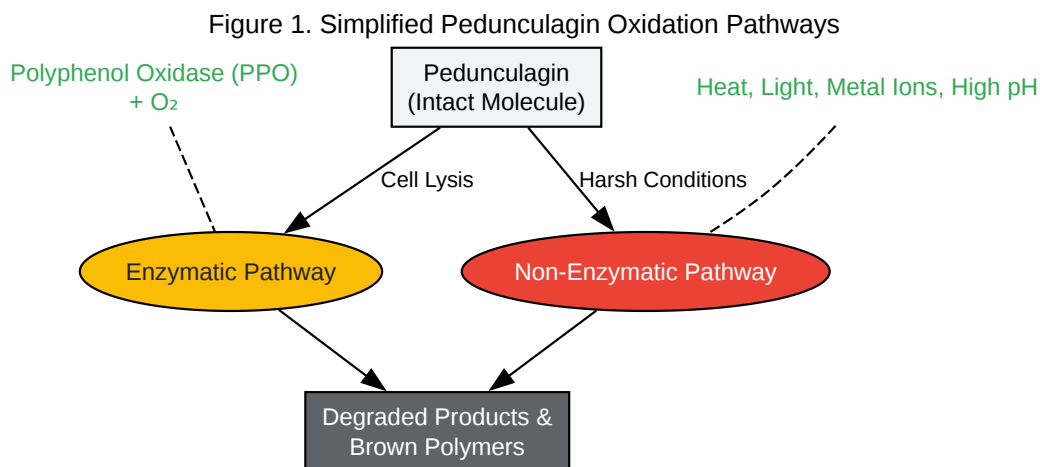 Figure 1. Simplified Pedunculagin Oxidation Pathways
Polyphenol Oxidase (PPO)
+ O₂
Pedunculagin
(Intact Molecule)
Heat, Light, Metal Ions, High pH
Cell Lysis
Harsh Conditions
Enzymatic Pathway
Non-Enzymatic Pathway
Degraded Products &
Brown Polymers